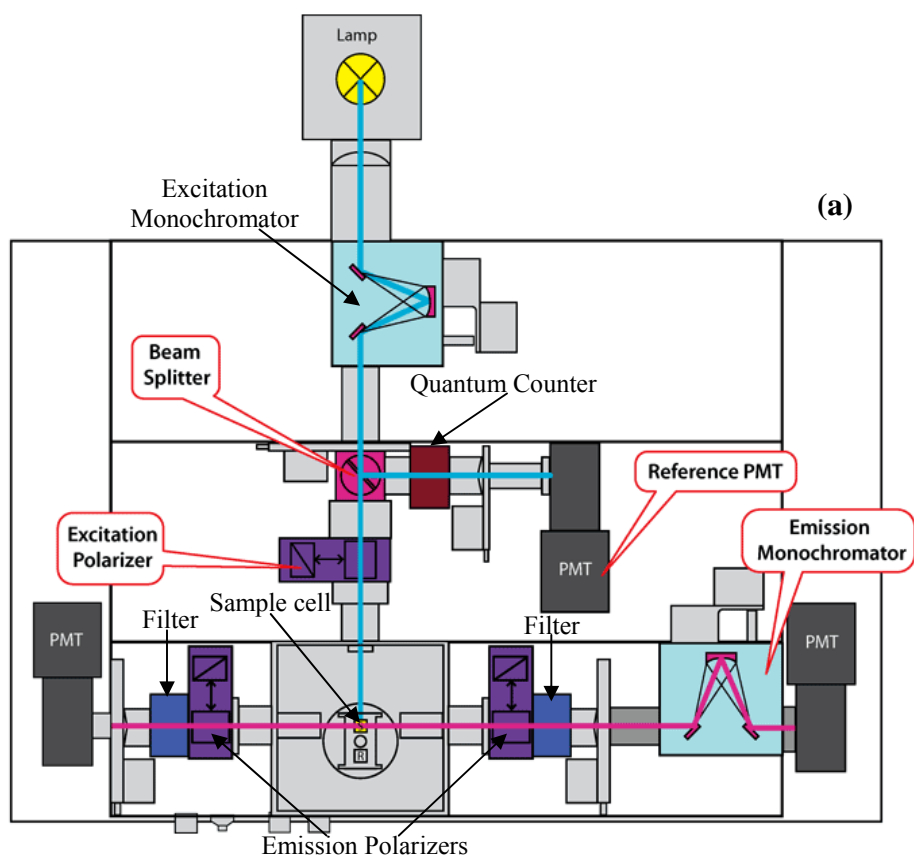 Lamp
Excitation
Monochromator
(a)
Beam
Splitter
Quantum Counter
Reference PMT
Excitation
Polarizer
Emission
Monochromator
PMT
Sample cell
PMT
Filter
Filter
PMT
R
Emission Polarizers